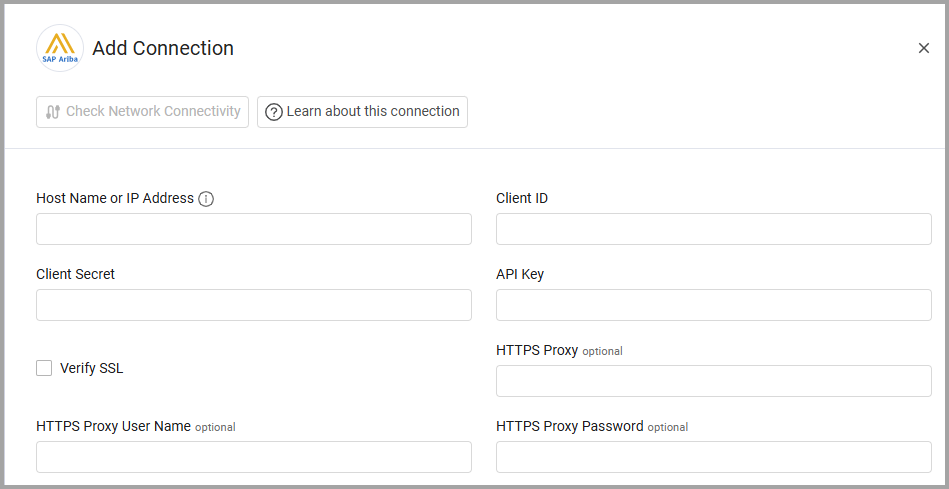 SAP Ariba
Add Connection
Check Network Connectivity
Learn about this connection
Host Name or IP Address
Client ID
Client Secret
API Key
Verify SSL
HTTPS Proxy optional
HTTPS Proxy User Name optional
HTTPS Proxy Password optional